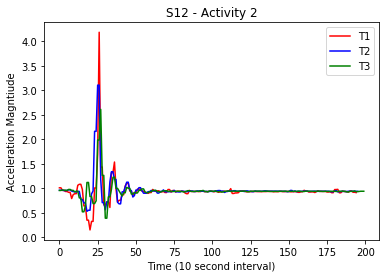 S12 - Activity 2
T1
T2
T3
4.0
3.5
3.0
2.5
2.0
1.5
1.0
0.5
0.0
Acceleration Magntiude
0 25 50 75 100 125 150 175 200
Time (10 second interval)